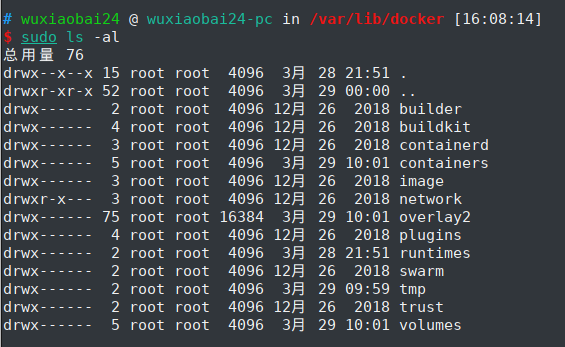 # wuxiaobai24 @ wuxiaobai24-pc in /var/lib/docker [16:08:14]
$ sudo ls -al
总用量 76
drwx--x--x 15 root root  4096  3月 28 21:51 .
drwxr-xr-x 52 root root  4096  3月 29 00:00 ..
drwx------  2 root root  4096 12月 26  2018 builder
drwx------  4 root root  4096 12月 26  2018 buildkit
drwx------  3 root root  4096 12月 26  2018 containerd
drwx------  5 root root  4096  3月 29 10:01 containers
drwx------  3 root root  4096 12月 26  2018 image
drwxr-x---  3 root root  4096 12月 26  2018 network
drwx------ 75 root root 16384  3月 29 10:01 overlay2
drwx------  4 root root  4096 12月 26  2018 plugins
drwx------  2 root root  4096  3月 28 21:51 runtimes
drwx------  2 root root  4096 12月 26  2018 swarm
drwx------  2 root root  4096  3月 29 09:59 tmp
drwx------  2 root root  4096 12月 26  2018 trust
drwx------  5 root root  4096  3月 29 10:01 volumes